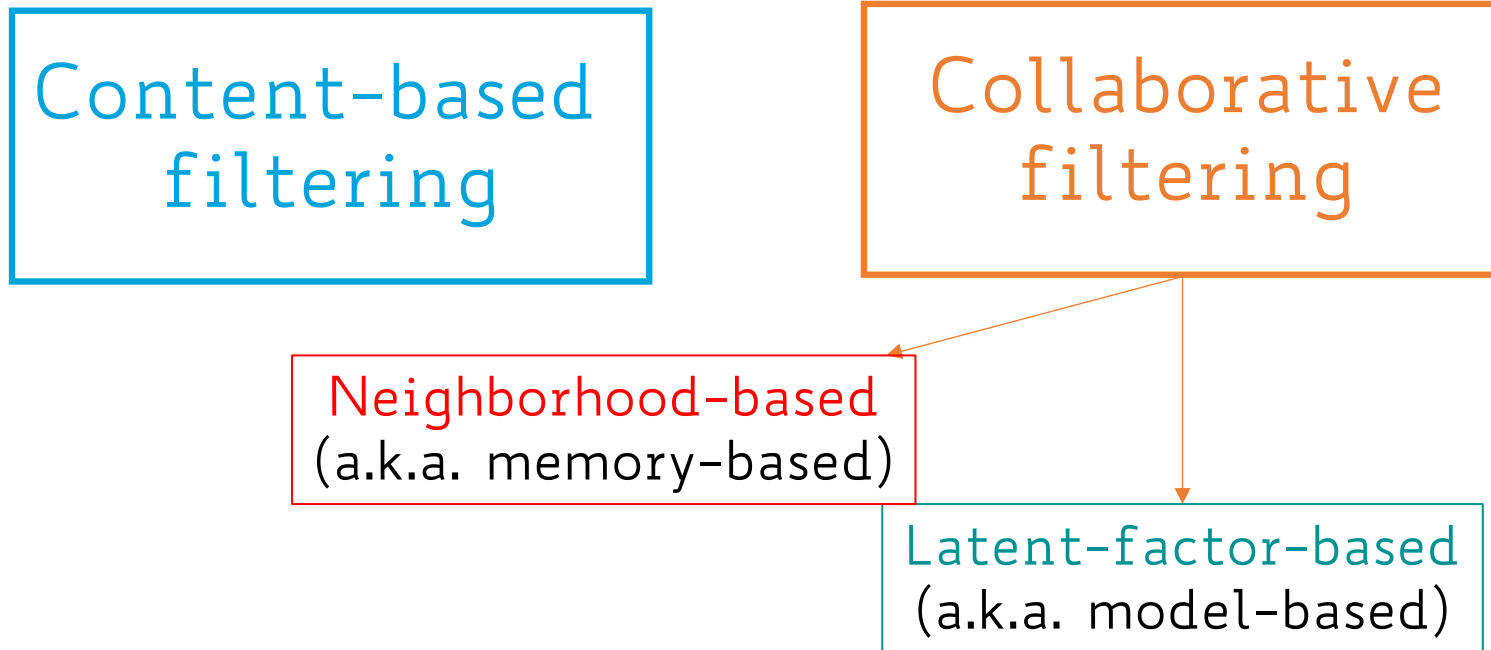 Content-based
filtering
Collaborative
filtering
Neighborhood-based
(a.k.a. memory-based)
Latent-factor-based
(a.k.a. model-based)